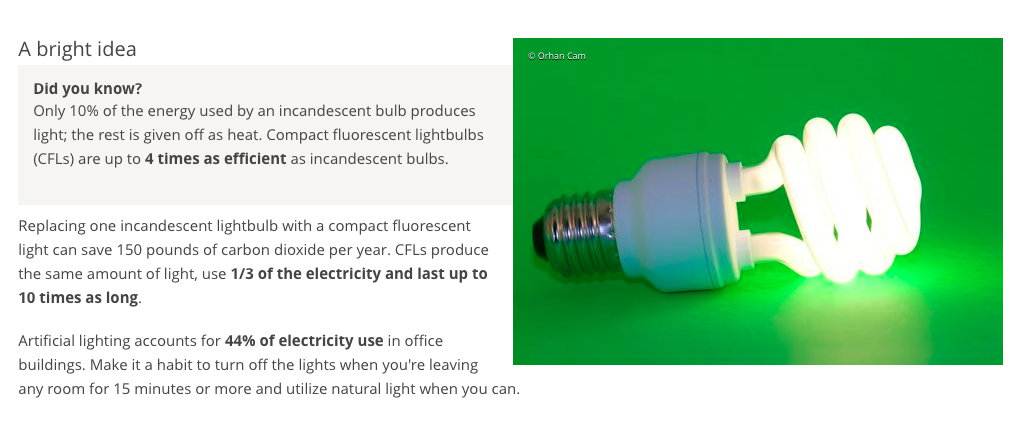 A bright idea
© Orhan Cam
Did you know?
Only 10% of the energy used by an incandescent bulb produces
light; the rest is given off as heat. Compact fluorescent lightbulbs
(CFLs) are up to 4 times as efficient as incandescent bulbs.
Replacing one incandescent lightbulb with a compact fluorescent
light can save 150 pounds of carbon dioxide per year. CFLs produce
the same amount of light, use 1/3 of the electricity and last up to
10 times as long.
Artificial lighting accounts for 44% of electricity use in office
buildings. Make it a habit to turn off the lights when you're leaving
any room for 15 minutes or more and utilize natural light when you can.